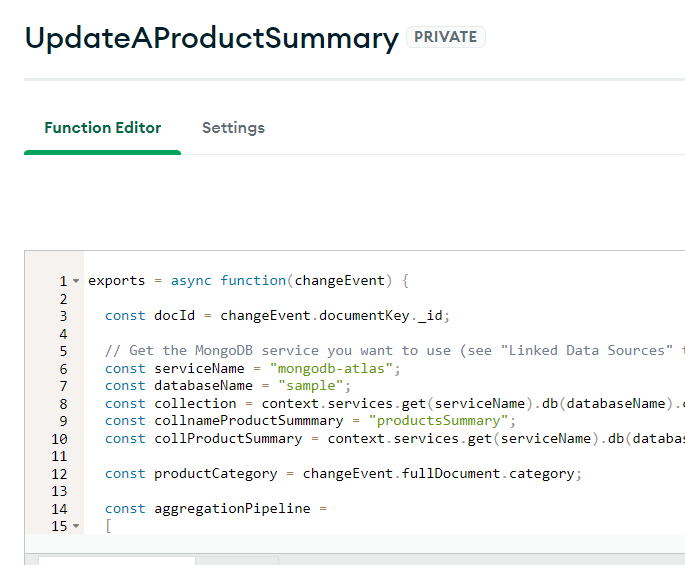 UpdateAProductSummary PRIVATE
Function Editor Settings
1 exports = async function(changeEvent) {
2
3 const docId = changeEvent.documentKey._id;
4
5 // Get the MongoDB service you want to use (see "Linked Data Sources"
6 const serviceName = "mongodb-atlas";
7 const databaseName = "sample";
8 const collection = context.services.get(serviceName).db(databaseName).
9 const collnameProductSummmary = "productsSummary";
10 const collProductSummary = context.services.get(serviceName).db(databas
11
12 const productCategory = changeEvent.fullDocument.category;
13
14 const aggregationPipeline =
15 [